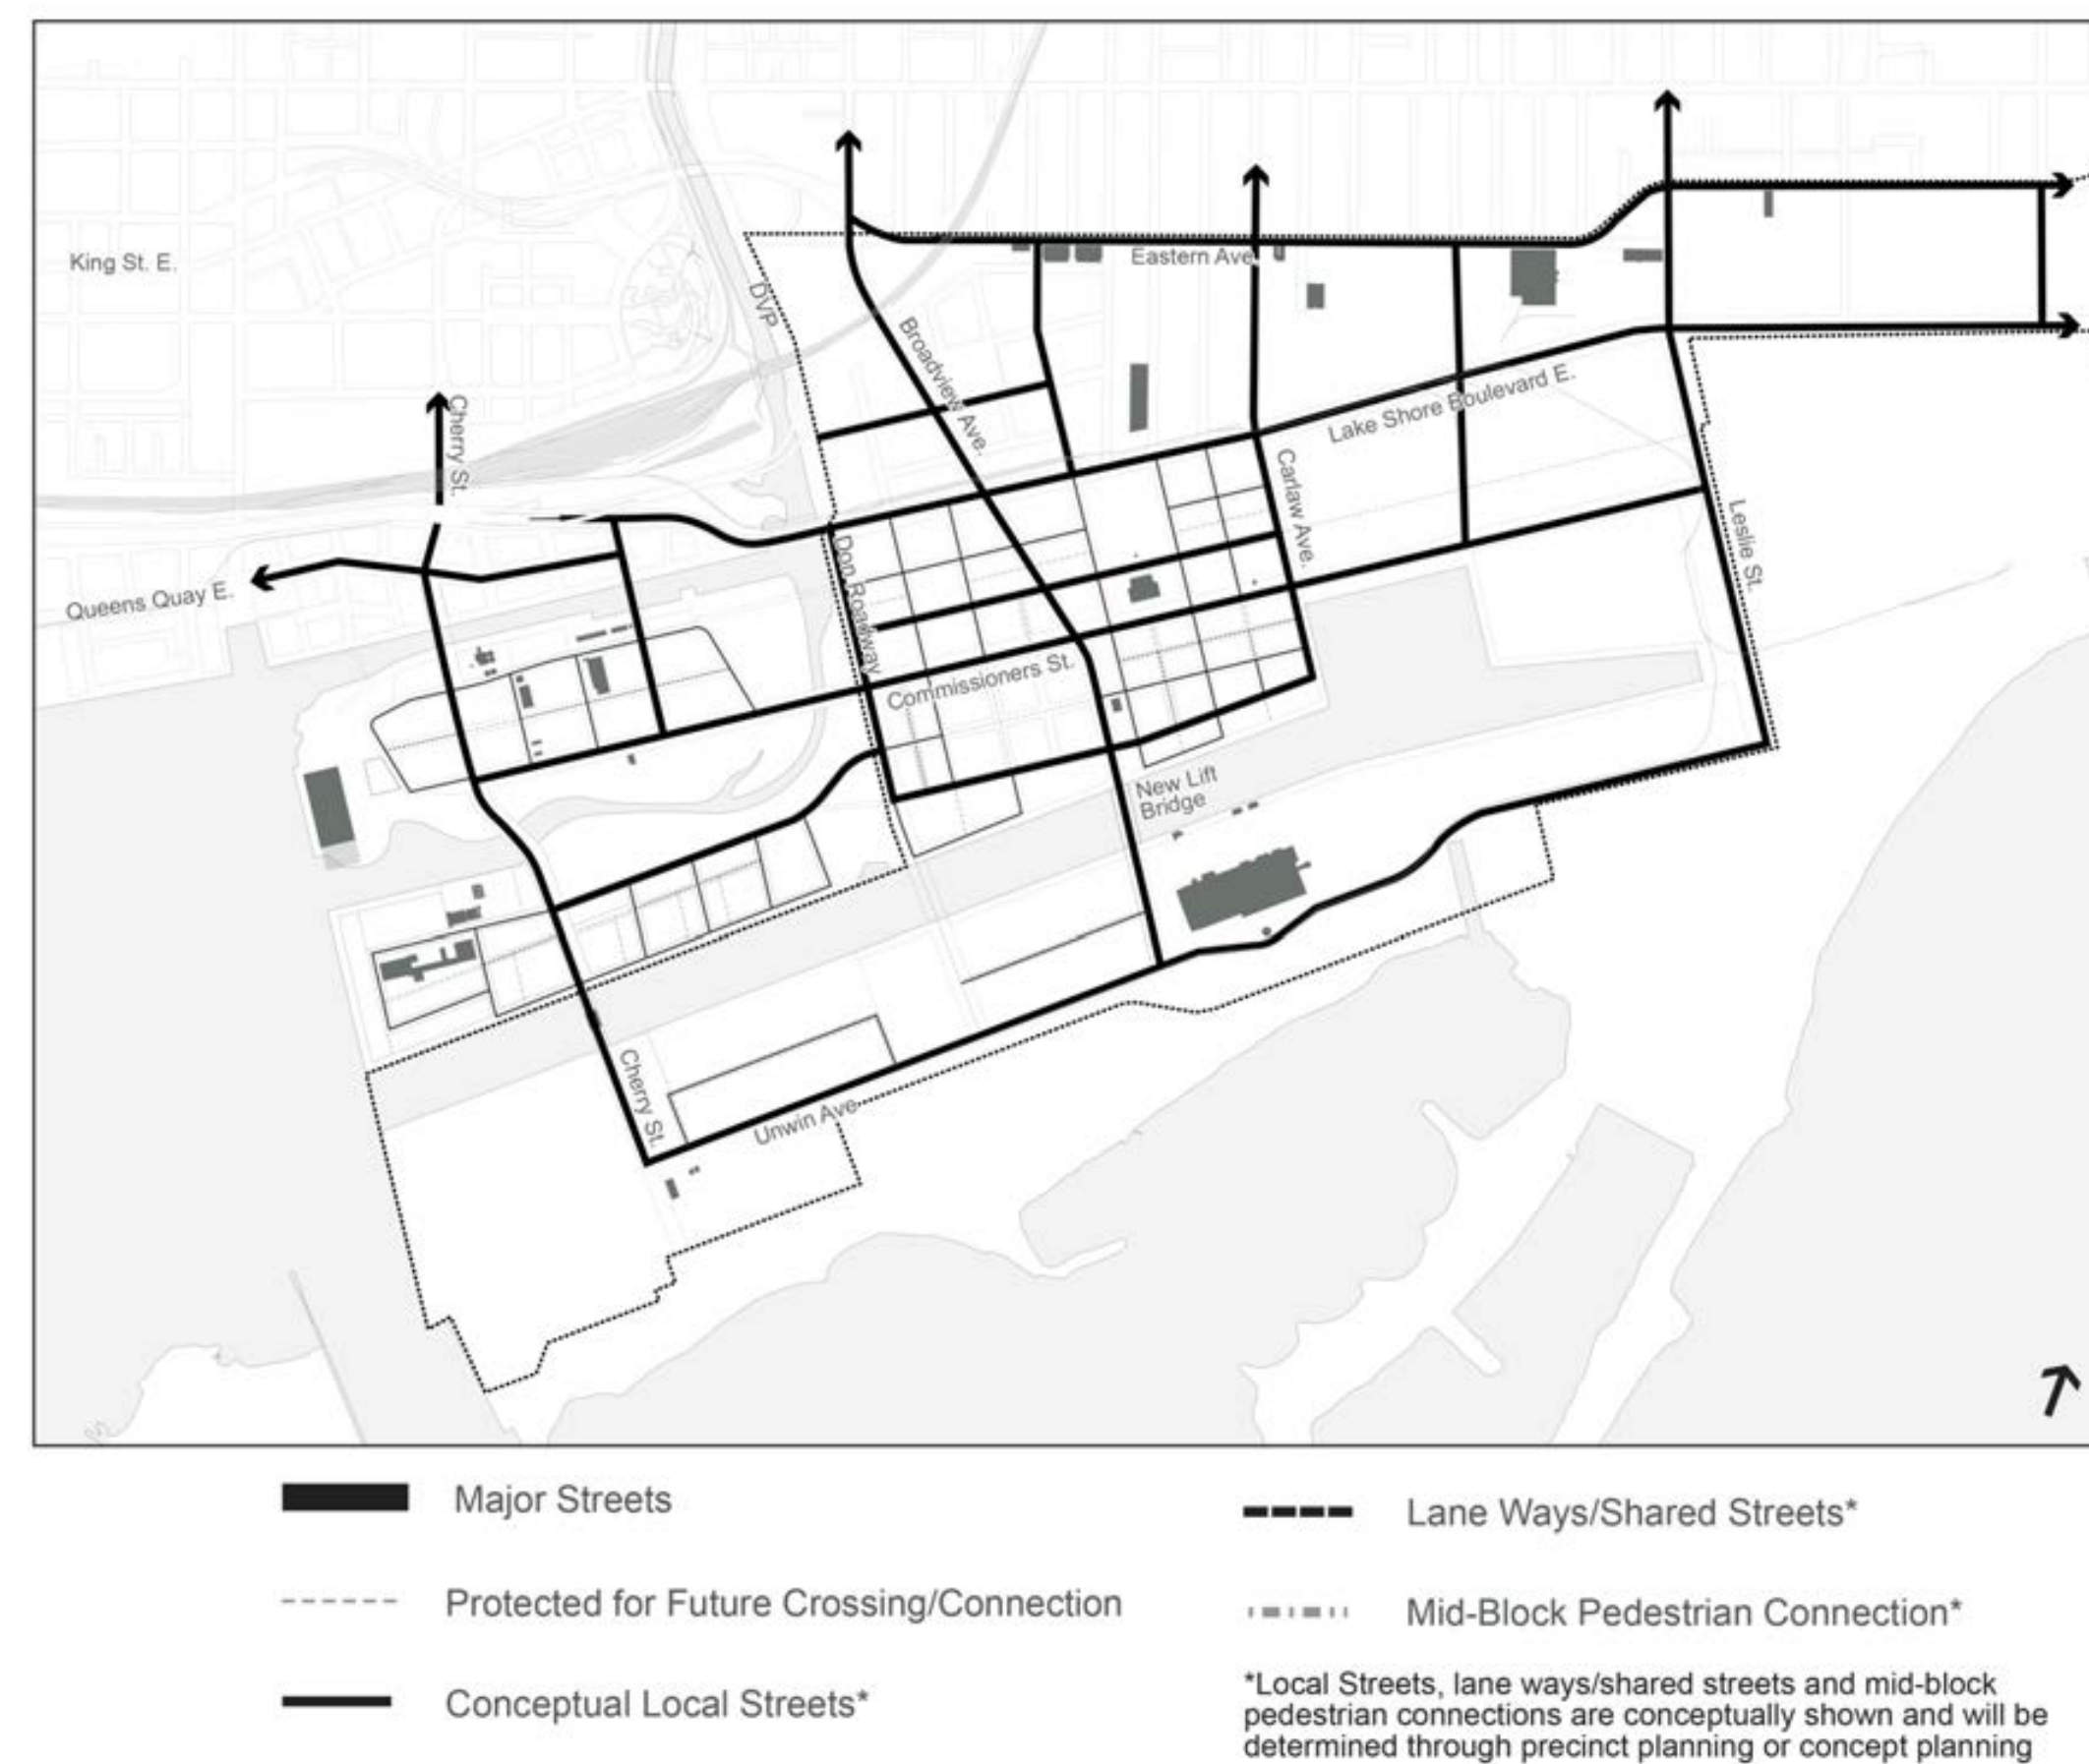 King St. E.
DVP
Eastern Ave.
Broadview Ave.
Cherry St.
Lake Shore Boulevard E.
Carlaw Ave.
Leslie St.
Queens Quay E.
Don Roadway
Commissioners St.
New Lift
Bridge
Cherry St.
Unwin Ave
Major Streets
Protected for Future Crossing/Connection
Conceptual Local Streets*
Lane Ways/Shared Streets*
Mid-Block Pedestrian Connection*
*Local Streets, lane ways/shared streets and mid-block
pedestrian connections are conceptually shown and will be
determined through precinct planning or concept planning